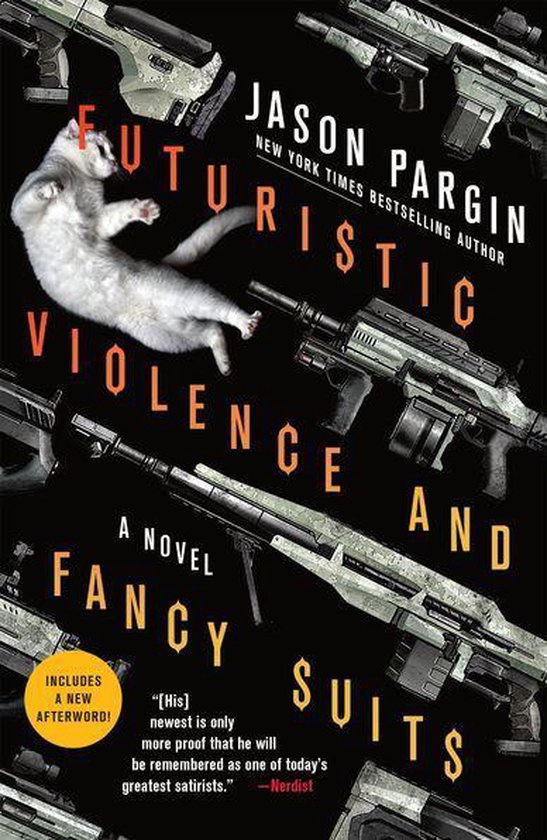 JASON PARGIN
NEW YORK TIMES BESTSELLING AUTHOR
FUTURISTIC
VIOLENCE AND
FANCY SUITS
A NOVEL
INCLUDES
A NEW
AFTERWORD!
“[His]
newest is only
more proof that he will
be remembered as one of today's
greatest satirists.” —Nerdist